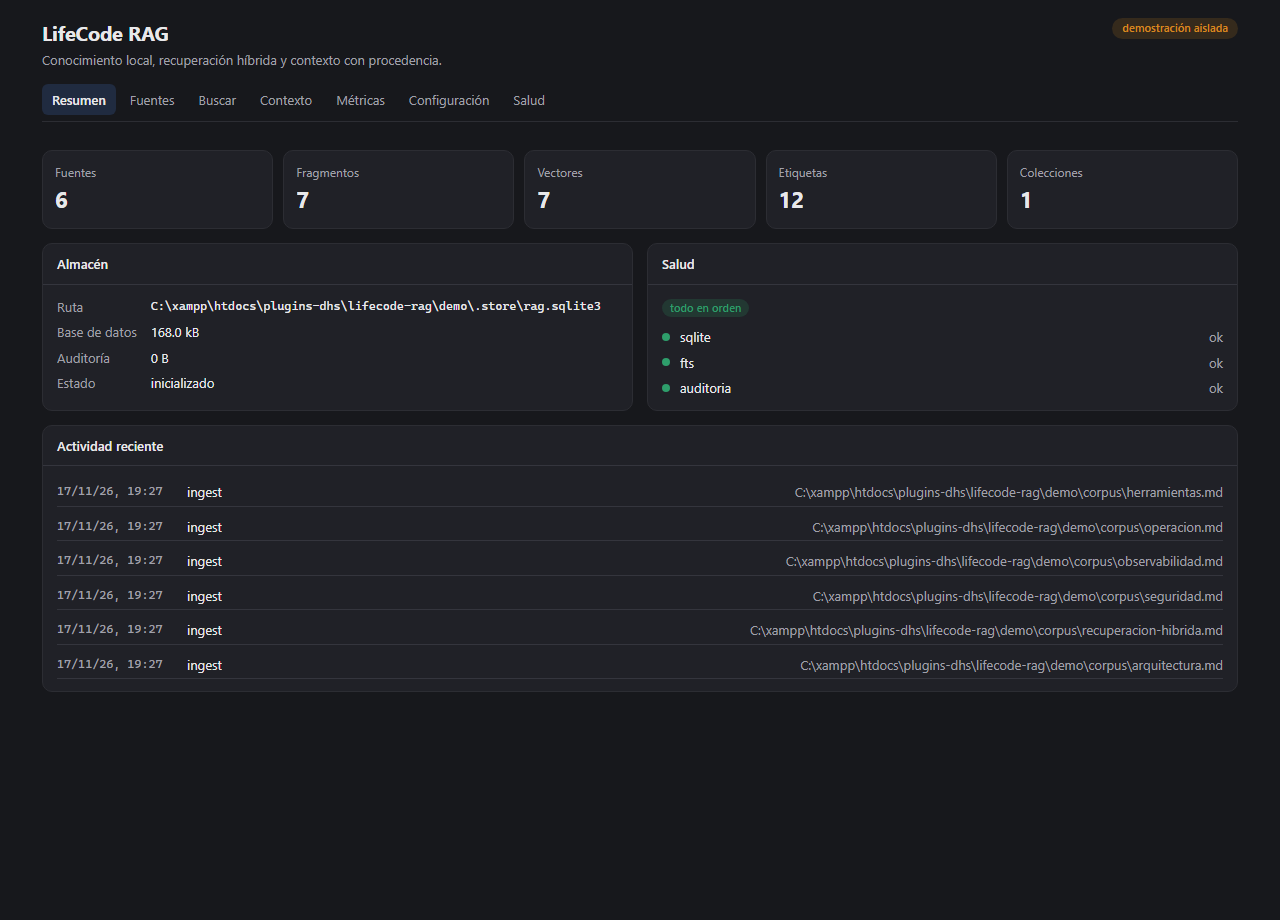 LifeCode RAG
demostración aislada
Conocimiento local, recuperación híbrida y contexto con procedencia.
Resumen Fuentes Buscar Contexto Métricas Configuración Salud
Fuentes Fragmentos Vectores Etiquetas Colecciones
6 7 7 12 1
Almacén
Ruta C:\xampp\htdocs\plugins-dhs\lifecode-rag\demo\.store\rag.sqlite3
Base de datos 168.0 kB
Auditoría 0 B
Estado inicializado
Salud
todo en orden
sqlite ok
fts ok
auditoria ok
Actividad reciente
17/11/26, 19:27 ingest C:\xampp\htdocs\plugins-dhs\lifecode-rag\demo\corpus\herramientas.md
17/11/26, 19:27 ingest C:\xampp\htdocs\plugins-dhs\lifecode-rag\demo\corpus\operacion.md
17/11/26, 19:27 ingest C:\xampp\htdocs\plugins-dhs\lifecode-rag\demo\corpus\observabilidad.md
17/11/26, 19:27 ingest C:\xampp\htdocs\plugins-dhs\lifecode-rag\demo\corpus\seguridad.md
17/11/26, 19:27 ingest C:\xampp\htdocs\plugins-dhs\lifecode-rag\demo\corpus\recuperacion-hibrida.md
17/11/26, 19:27 ingest C:\xampp\htdocs\plugins-dhs\lifecode-rag\demo\corpus\arquitectura.md